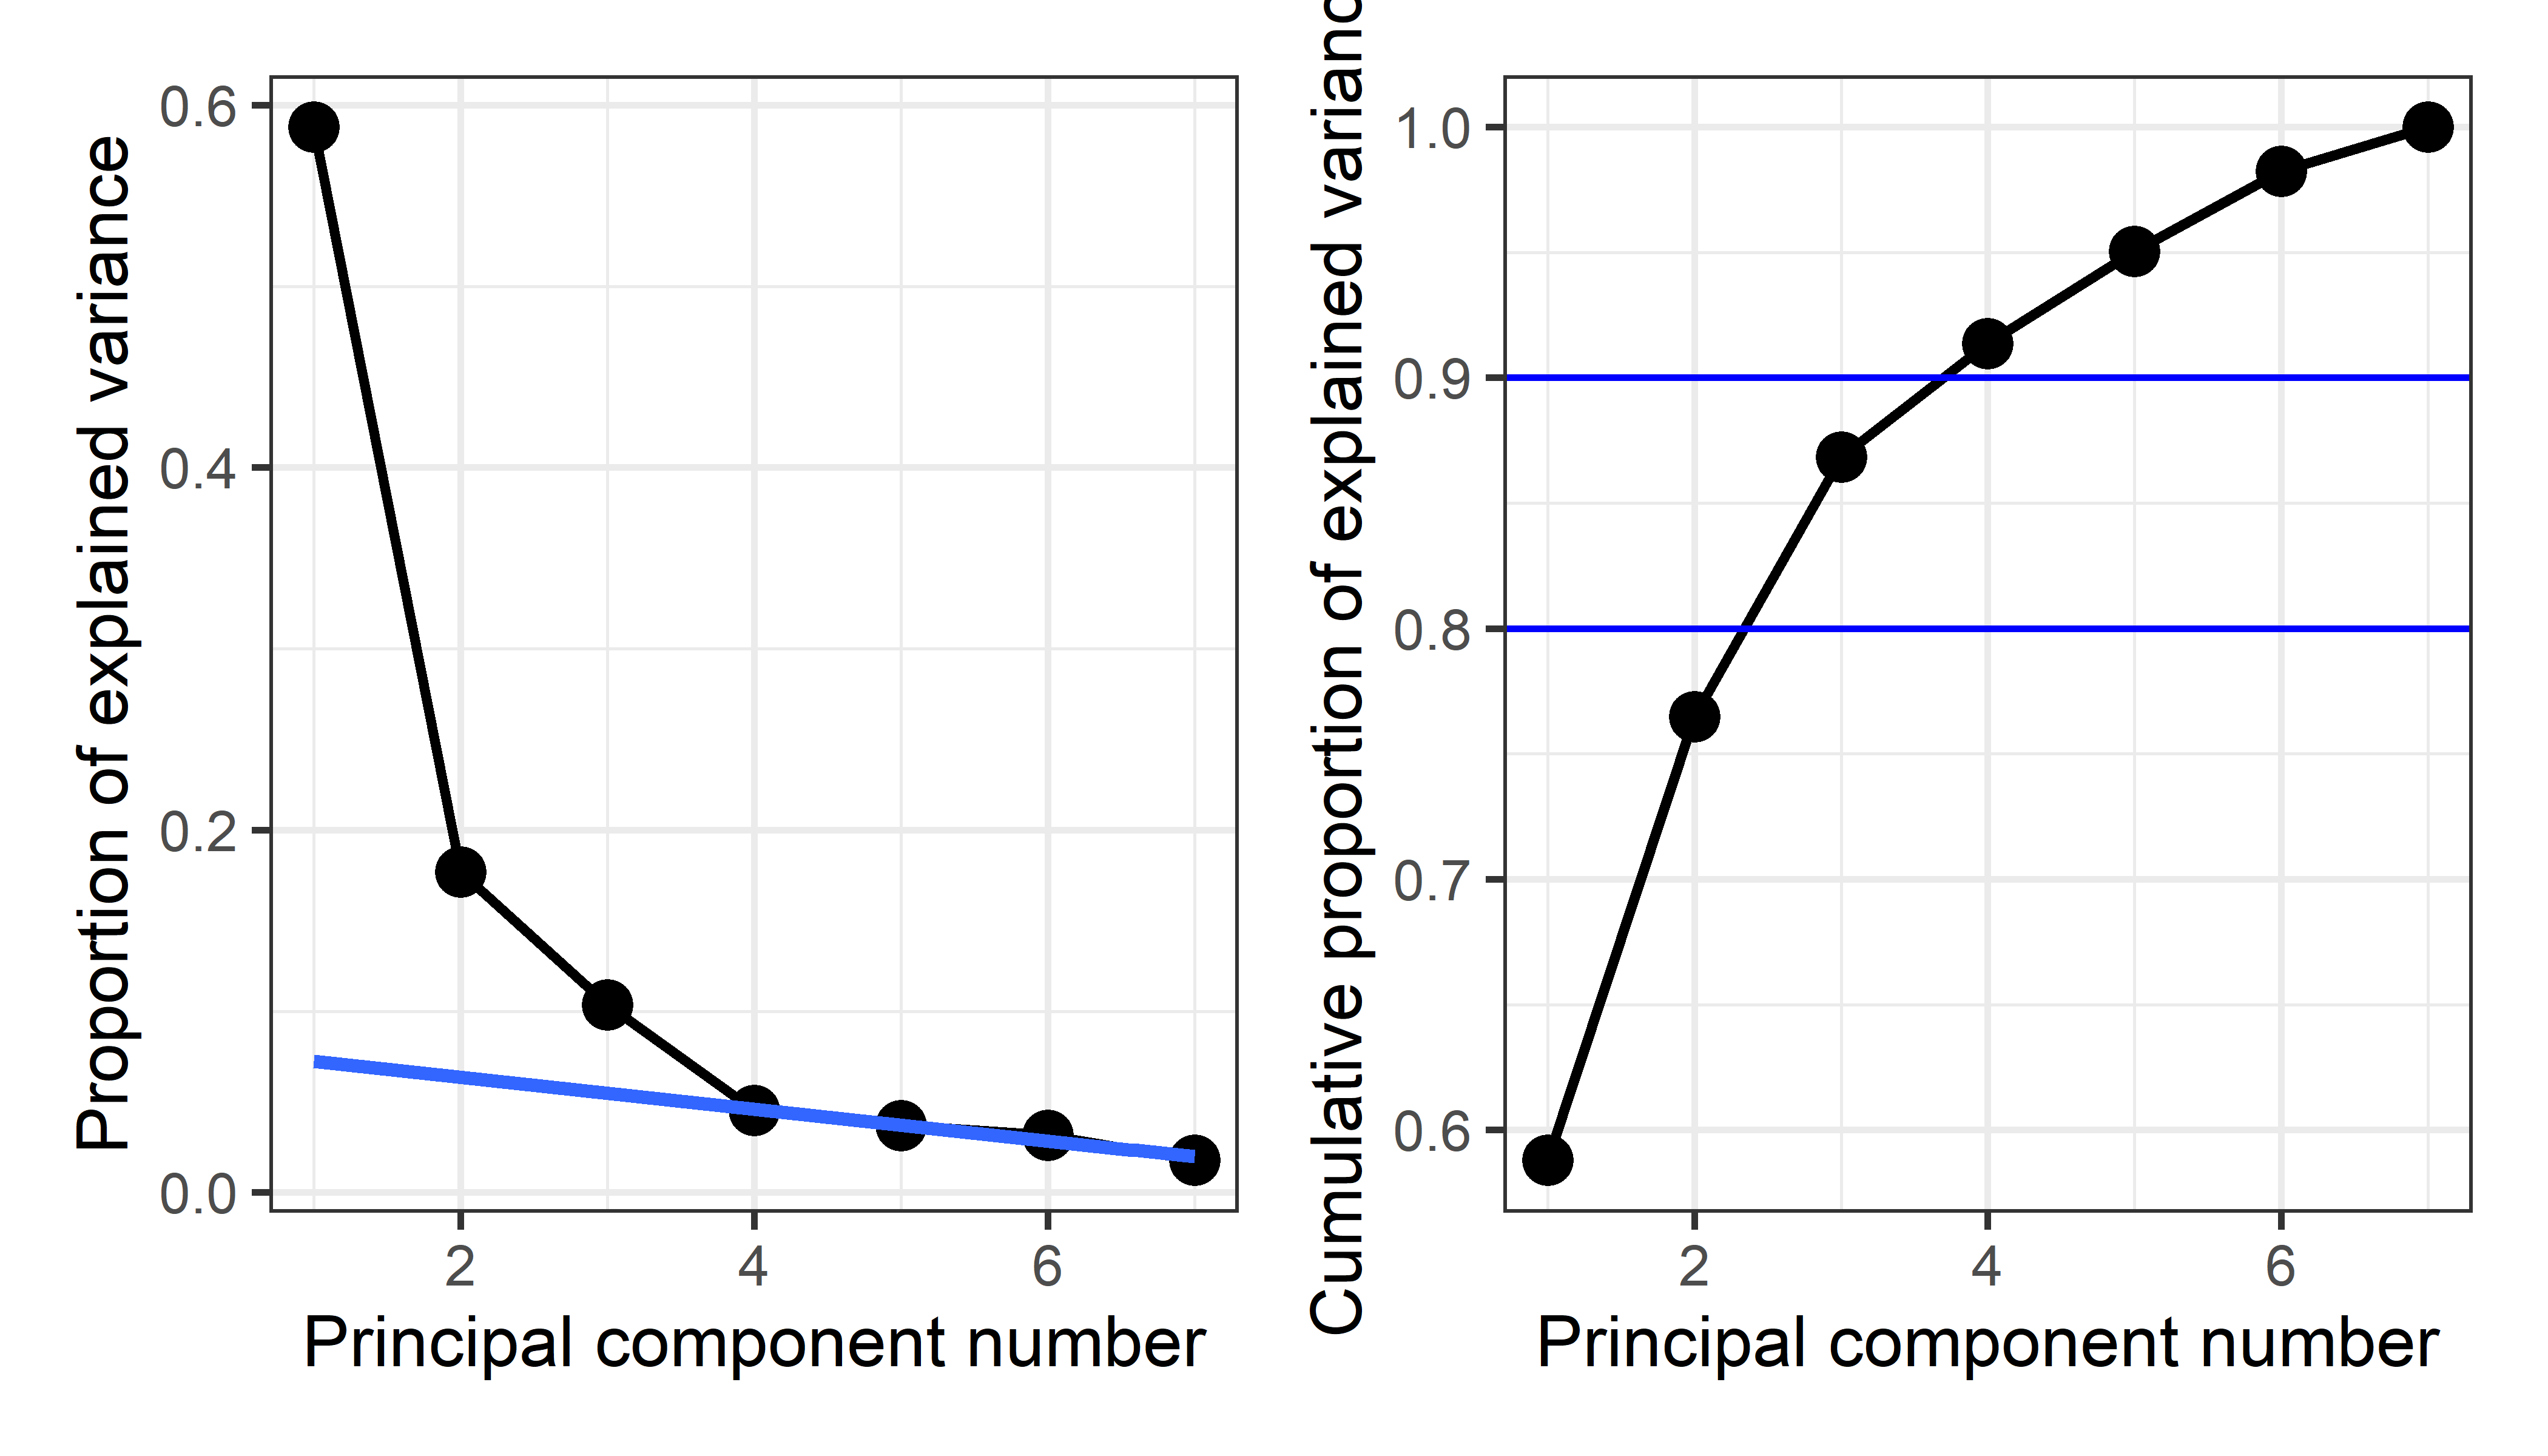 Proportion of explained variance
0.6
0.4
0.2
0.0
2 4 6
Principal component number
Cumulative proportion of explained
1.0
0.9
0.8
0.7
0.6
2 4 6
Principal component number